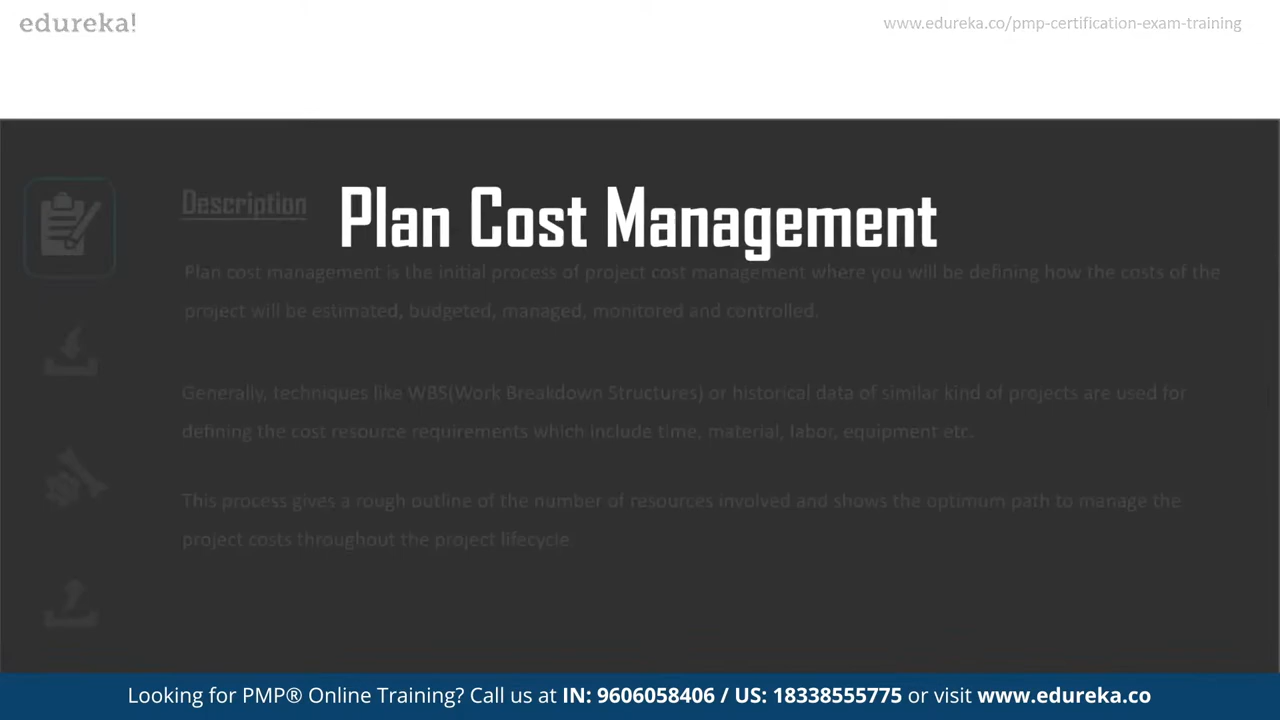 edureka!
www.edureka.co/pmp-certification-exam-training
Plan Cost Management
Description
Plan cost management is the initial process of project cost management where you will be defining how the costs of the
project will be estimated, budgeted, managed, monitored and controlled.
Generally, techniques like WBS(Work Breakdown Structures) or historical data of similar kind of projects are used for
defining the cost resource requirements which include time, material, labor, equipment etc.
This process gives a rough outline of the number of resources involved and shows the optimum path to manage the
project costs throughout the project lifecycle
Looking for PMP® Online Training? Call us at IN: 9606058406 / US: 18338555775 or visit www.edureka.co